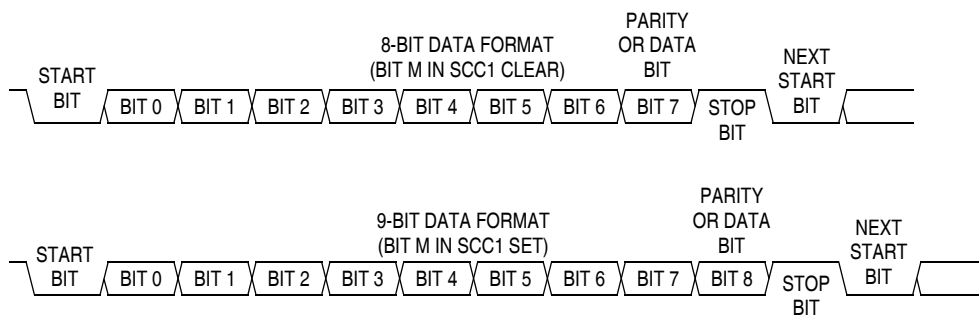 8-BIT DATA FORMAT
(BIT M IN SCC1 CLEAR)
PARITY
OR DATA
BIT
START
BIT
BIT 0
BIT 1
BIT 2
BIT 3
BIT 4
BIT 5
BIT 6
BIT 7
STOP
BIT
NEXT
START
BIT
9-BIT DATA FORMAT
(BIT M IN SCC1 SET)
PARITY
OR DATA
BIT
START
BIT
BIT 0
BIT 1
BIT 2
BIT 3
BIT 4
BIT 5
BIT 6
BIT 7
BIT 8
STOP
BIT
NEXT
START
BIT